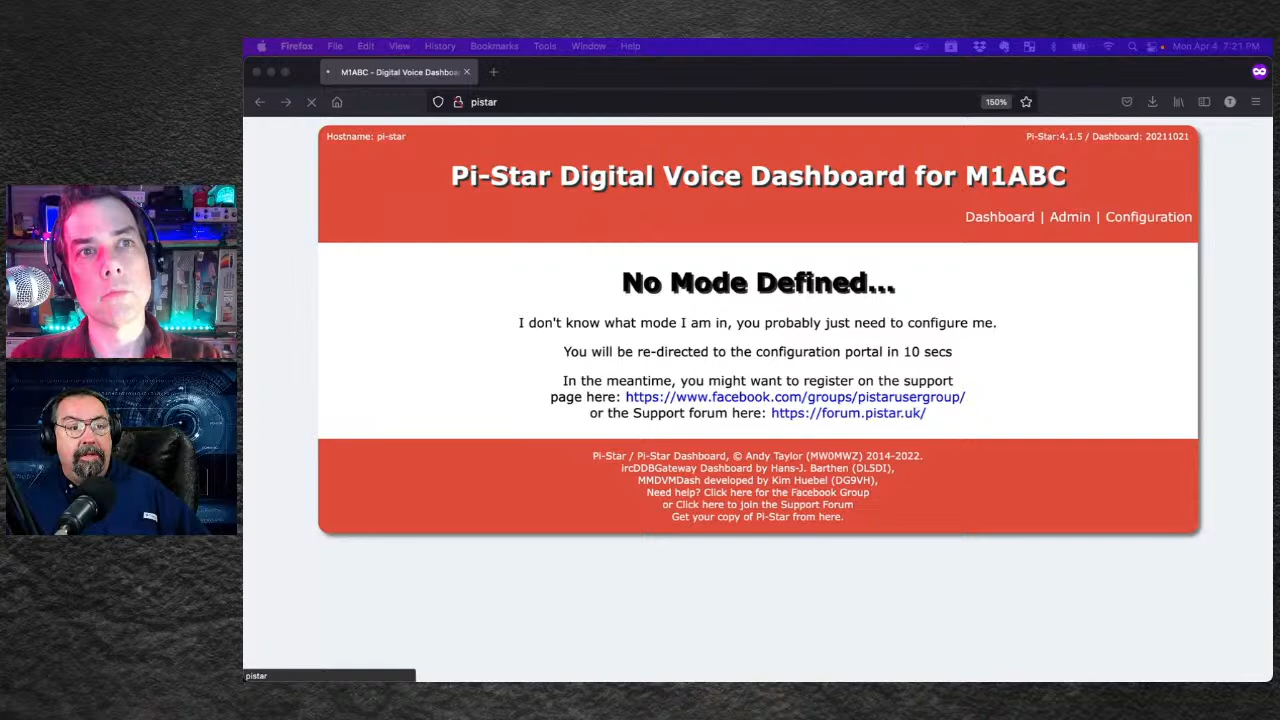 Firefox File Edit View History Bookmarks Tools Window Help Mon Apr 4 7:21 PM
M1ABC - Digital Voice Dashboa
pistar 150%
Hostname: pi-star Pi-Star:4.1.5 / Dashboard: 20211021
Pi-Star Digital Voice Dashboard for M1ABC
Dashboard | Admin | Configuration
No Mode Defined...
I don't know what mode I am in, you probably just need to configure me.
You will be re-directed to the configuration portal in 10 secs
In the meantime, you might want to register on the support
page here: https://www.facebook.com/groups/pistarusergroup/
or the Support forum here: https://forum.pistar.uk/
Pi-Star / Pi-Star Dashboard, © Andy Taylor (MW0MWZ) 2014-2022.
ircDDBGateway Dashboard by Hans-J. Barthen (DL5DI),
MMDVMDash developed by Kim Huebel (DG9VH),
Need help? Click here for the Facebook Group
or Click here to join the Support Forum
Get your copy of Pi-Star from here.
pistar